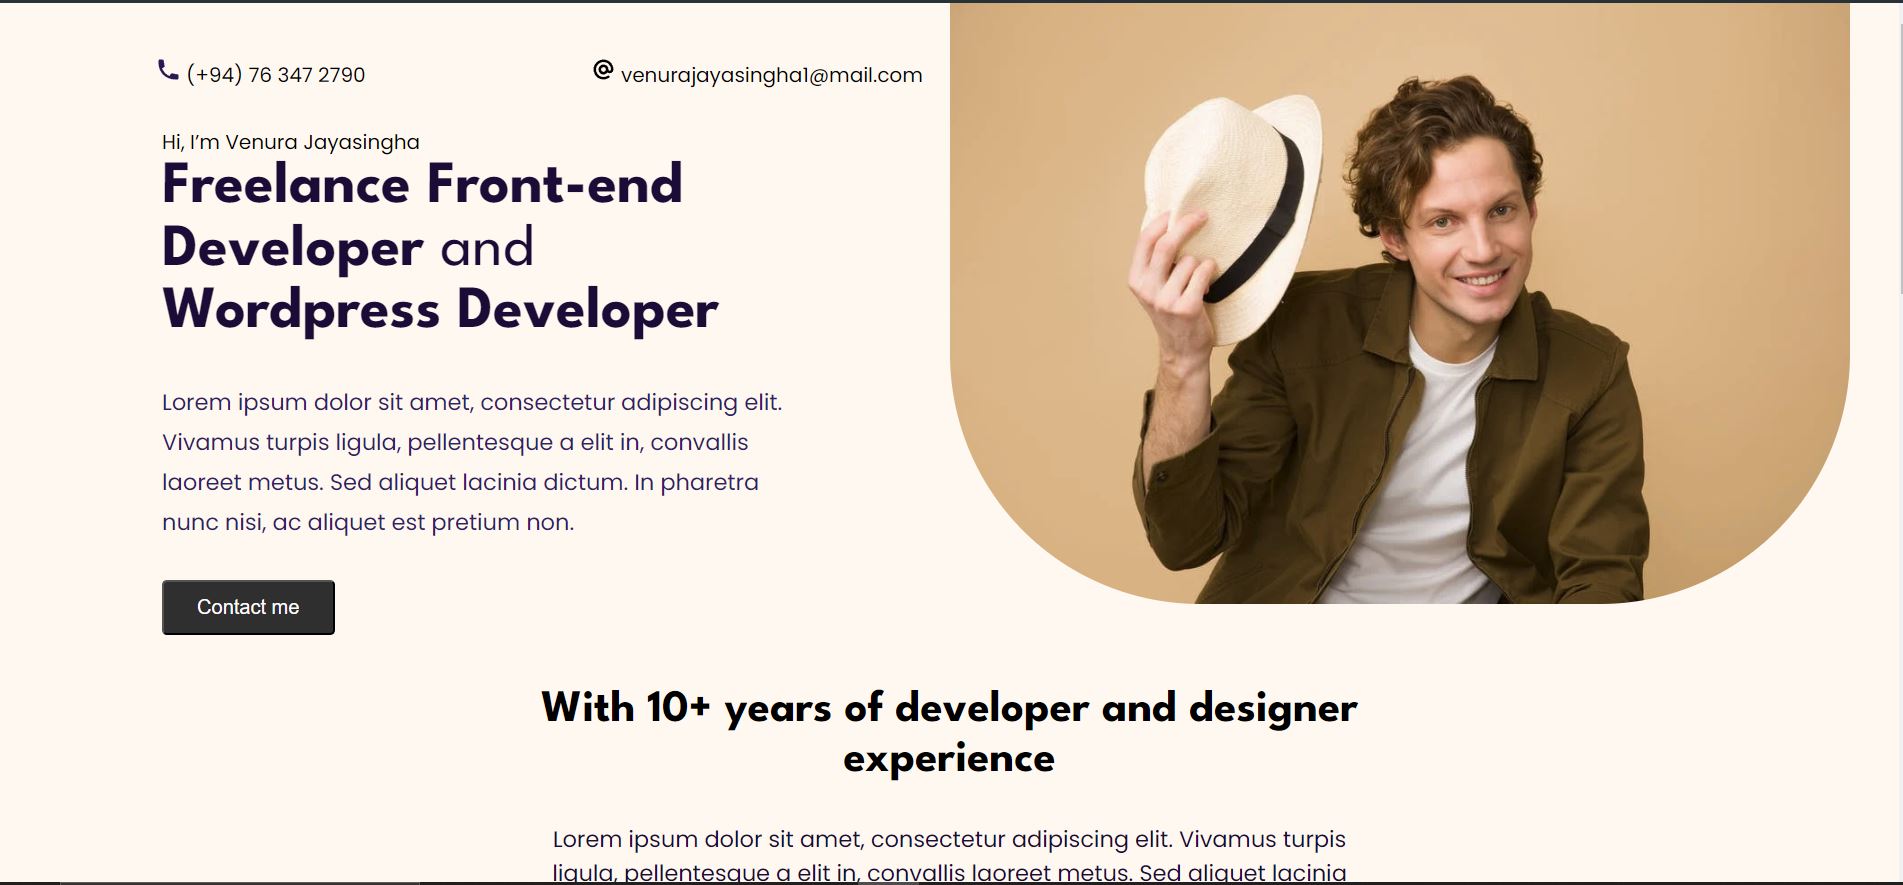 (+94) 76 347 2790
venurajayasingha1@mail.com
Hi, I’m Venura Jayasingha
Freelance Front-end
Developer and
Wordpress Developer
Lorem ipsum dolor sit amet, consectetur adipiscing elit.
Vivamus turpis ligula, pellentesque a elit in, convallis
laoreet metus. Sed aliquet lacinia dictum. In pharetra
nunc nisi, ac aliquet est pretium non.
Contact me
With 10+ years of developer and designer
experience
Lorem ipsum dolor sit amet, consectetur adipiscing elit. Vivamus turpis
ligula, pellentesque a elit in, convallis laoreet metus. Sed aliquet lacinia